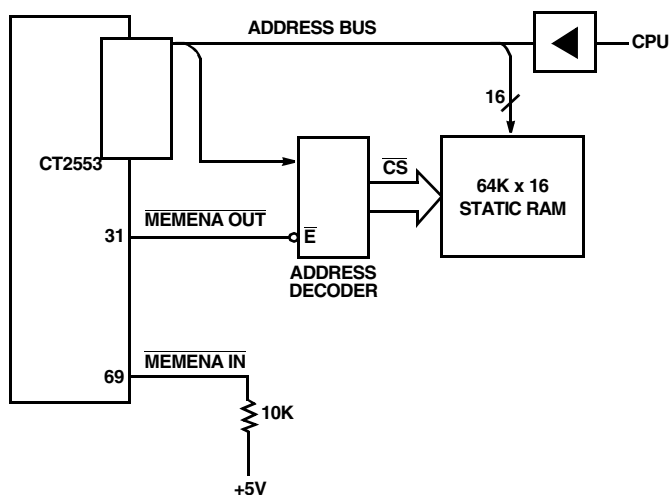 ADDRESS BUS
CPU
16
CT2553
CS
64K x 16
STATIC RAM
MEMENA OUT
31
E
ADDRESS
DECODER
MEMENA IN
69
10K
+5V